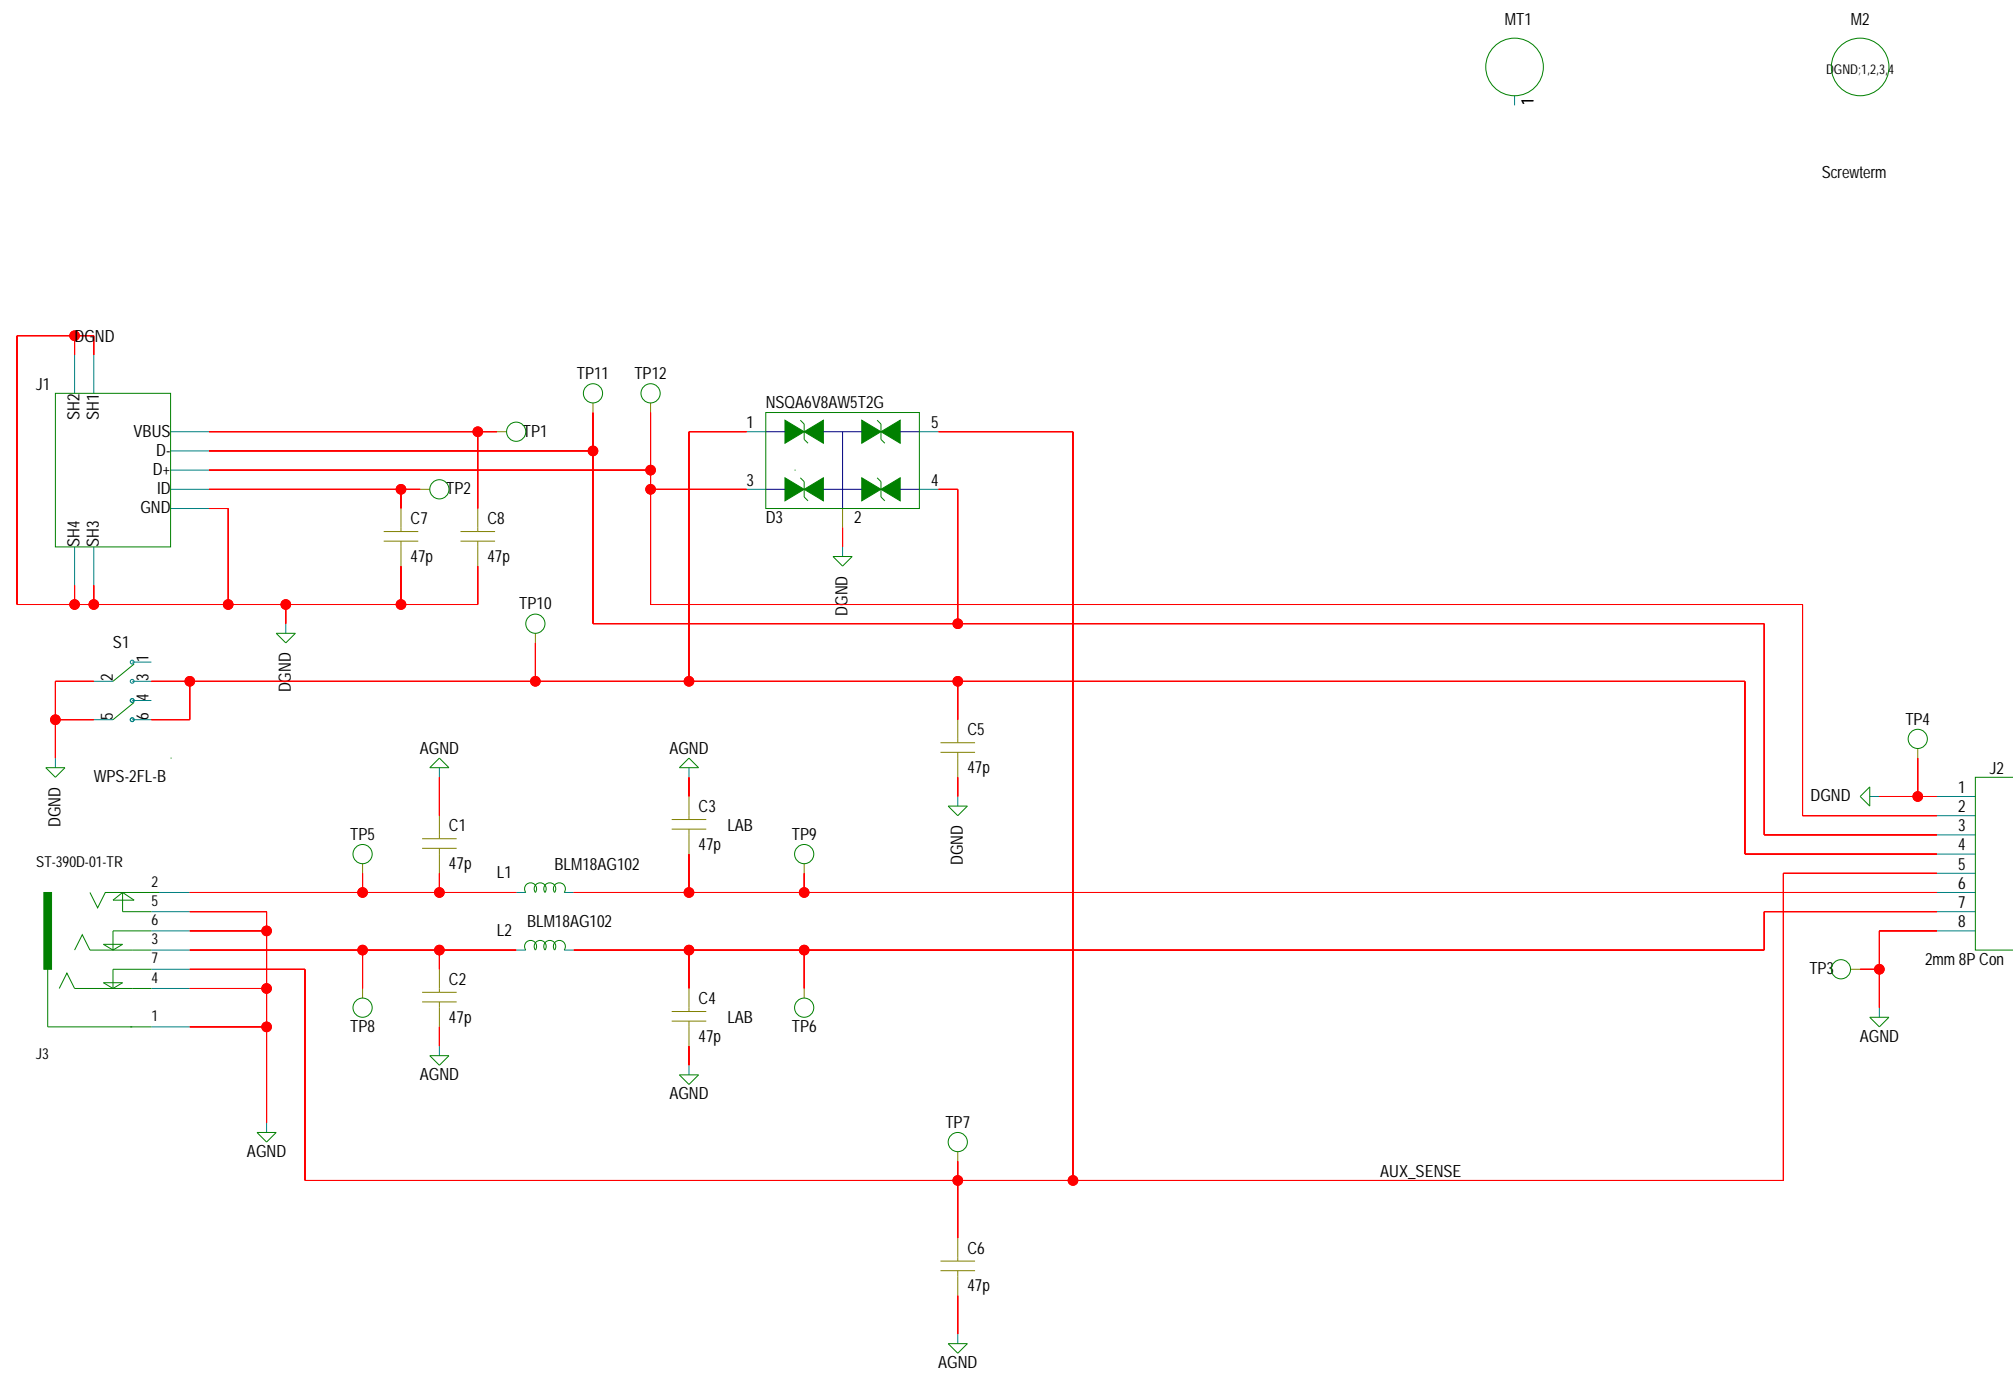 MT1
M2
DGND;1,2,3,4
1
Screwterm
DGND
J1
SH2
SH1
VBUS
D-
D+
ID
GND
SH4
SH3
TP1
TP2
C7
47p
C8
47p
TP11
TP12
NSQA6V8AW5T2G
1
5
3
4
D3
2
DGND
DGND
TP10
S1
1
2
3
4
5
6
DGND
WPS-2FL-B
C5
47p
DGND
AGND
AGND
C1
47p
C3
LAB
47p
TP5
TP9
L1
BLM18AG102
L2
BLM18AG102
ST-390D-01-TR
2
5
6
3
7
4
1
J3
TP8
C2
47p
AGND
C4
LAB
47p
AGND
TP6
AGND
TP7
AUX_SENSE
C6
47p
AGND
TP4
J2
DGND
1
2
3
4
5
6
7
8
2mm 8P Con
TP3
AGND